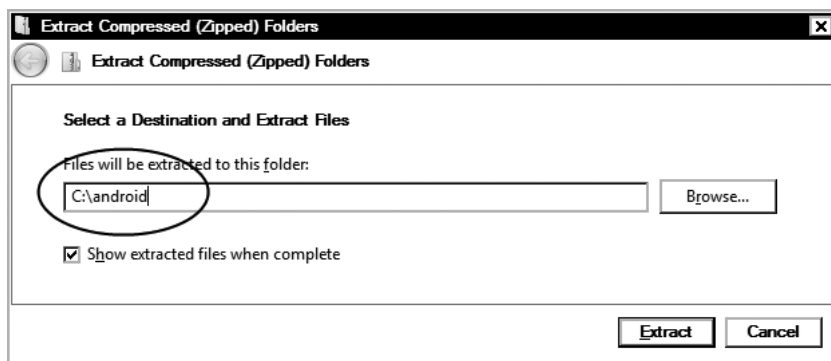 Extract Compressed (Zipped) Folders
Extract Compressed (Zipped) Folders
Select a Destination and Extract Files
Files will be extracted to this folder:
C:\android
Browse...
Show extracted files when complete
Extract
Cancel